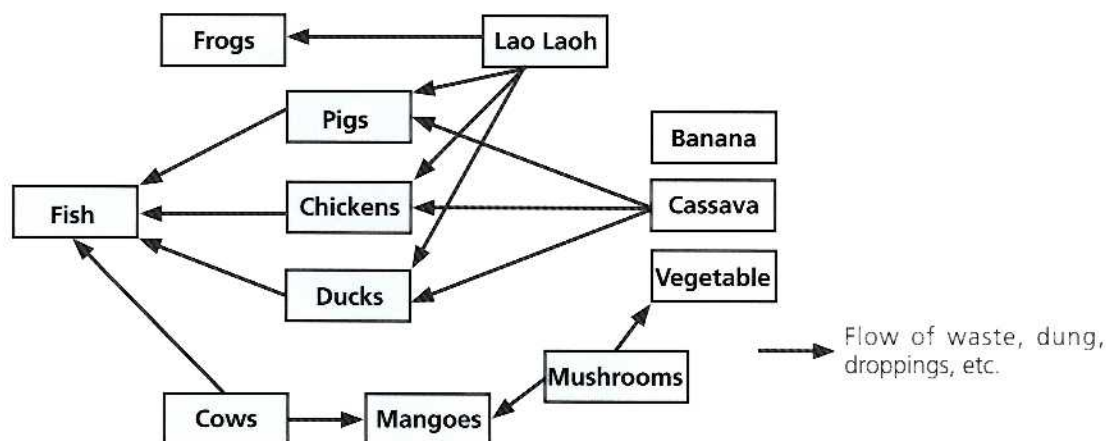 Frogs
Lao Laoh
Pigs
Banana
Fish
Chickens
Cassava
Ducks
Vegetable
Flow of waste, dung,
droppings, etc.
Mushrooms
Cows
Mangoes